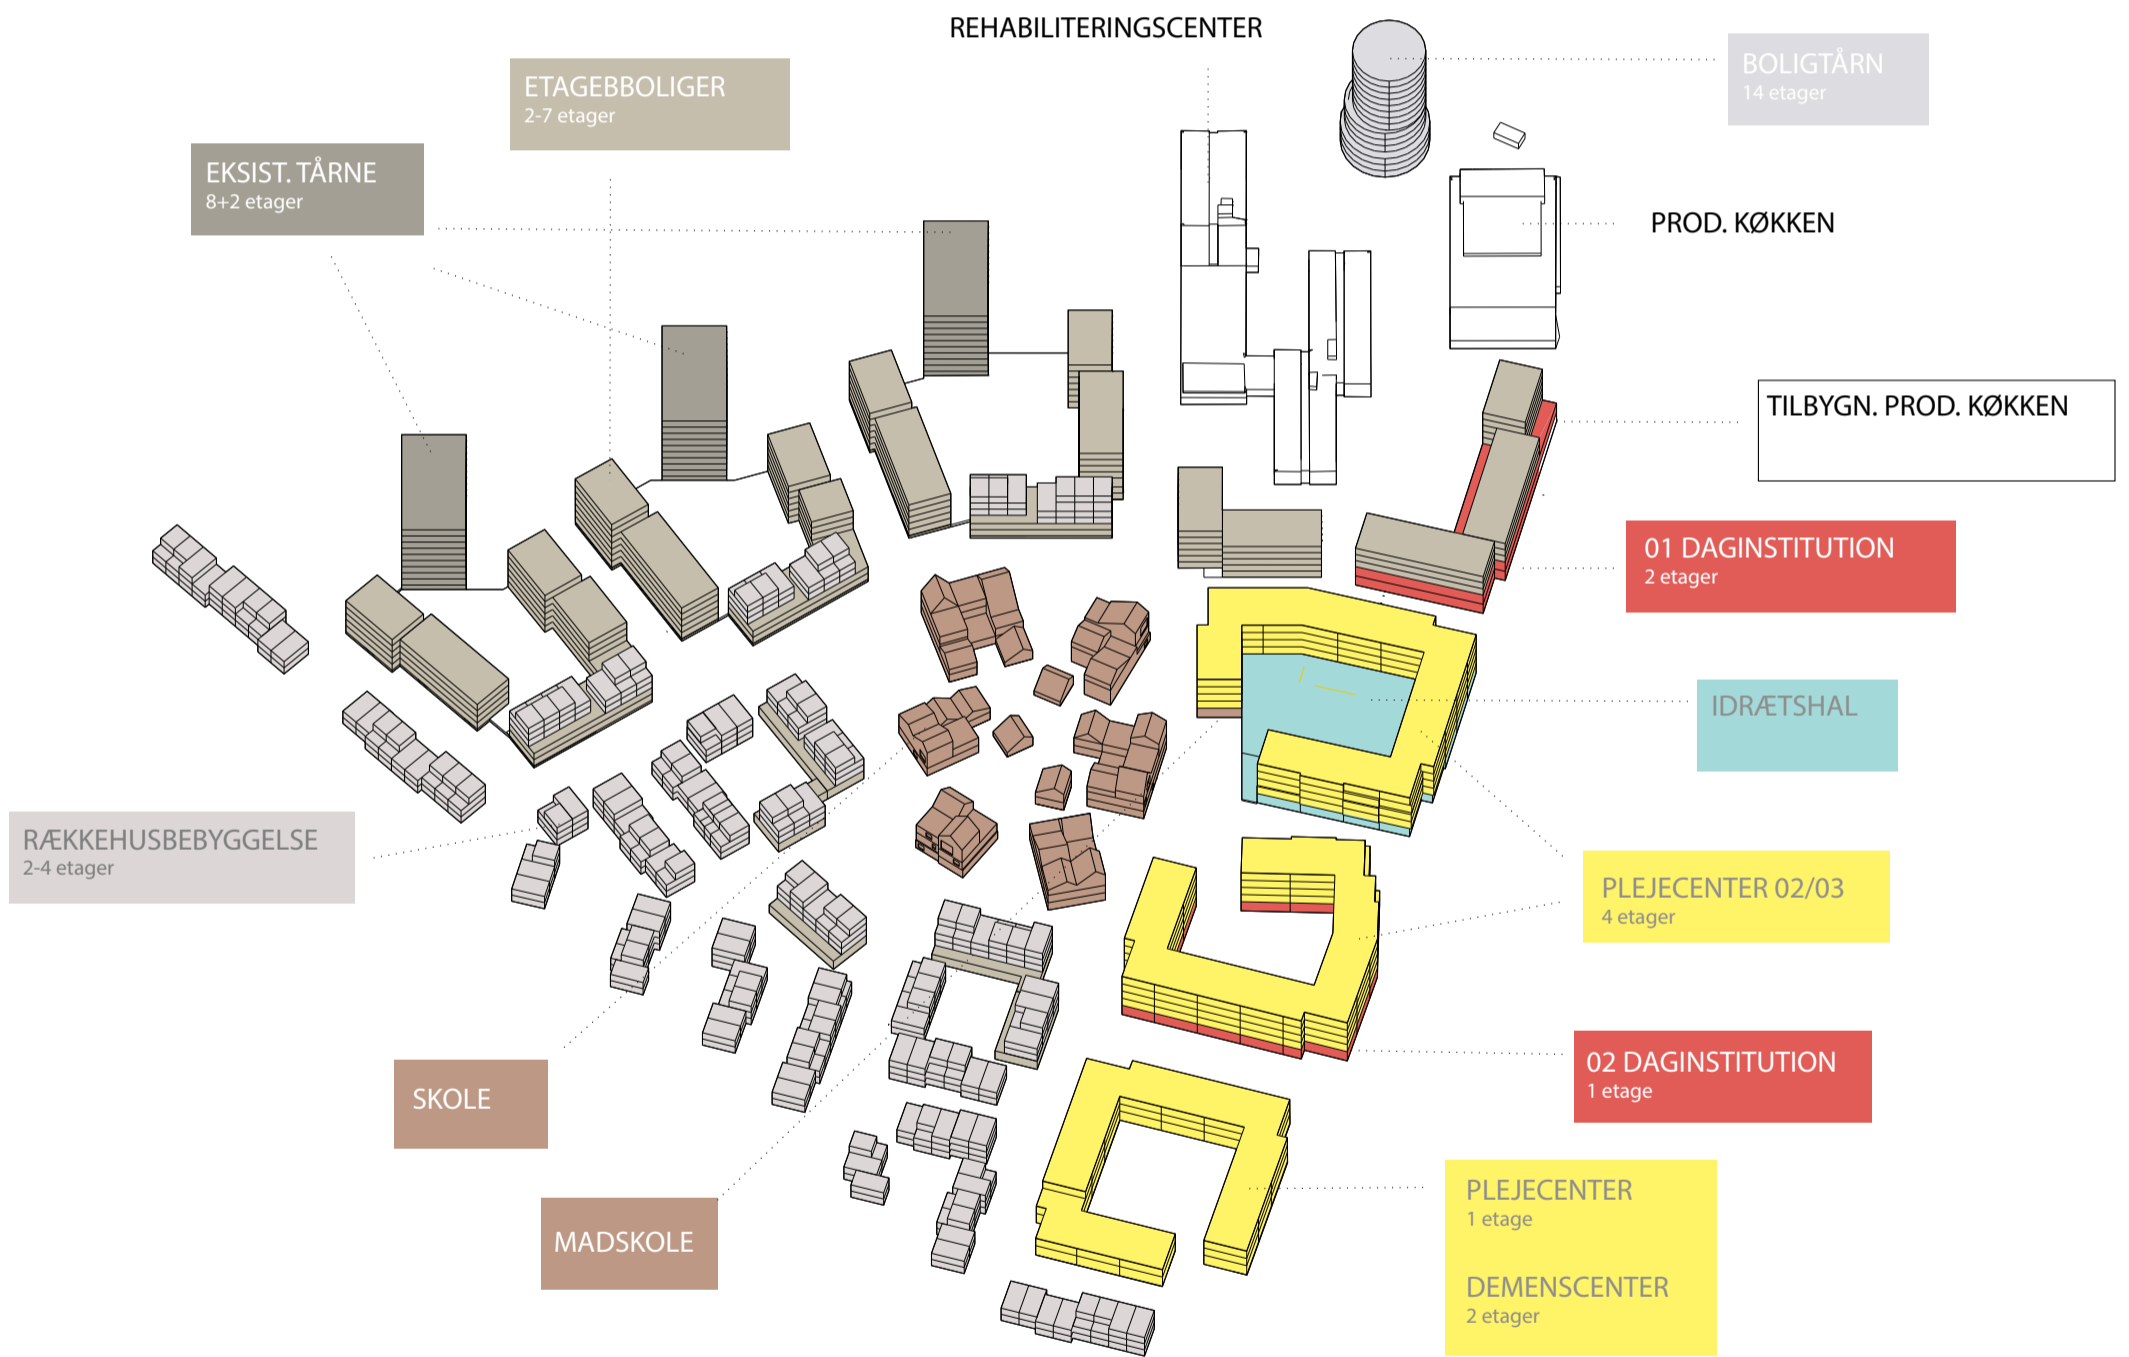 REHABILITERINGSCENTER
BOLIGTÅRN
14 etager
ETAGEBBOLIGER
2-7 etager
EKSIST. TÅRNE
8+2 etager
PROD. KØKKEN
TILBYGN. PROD. KØKKEN
01 DAGINSTITUTION
2 etager
IDRÆTSHAL
RÆKKEHUSBEBYGGELSE
2-4 etager
PLEJECENTER 02/03
4 etager
02 DAGINSTITUTION
1 etage
SKOLE
MADSKOLE
PLEJECENTER
1 etage
DEMENSCENTER
2 etager